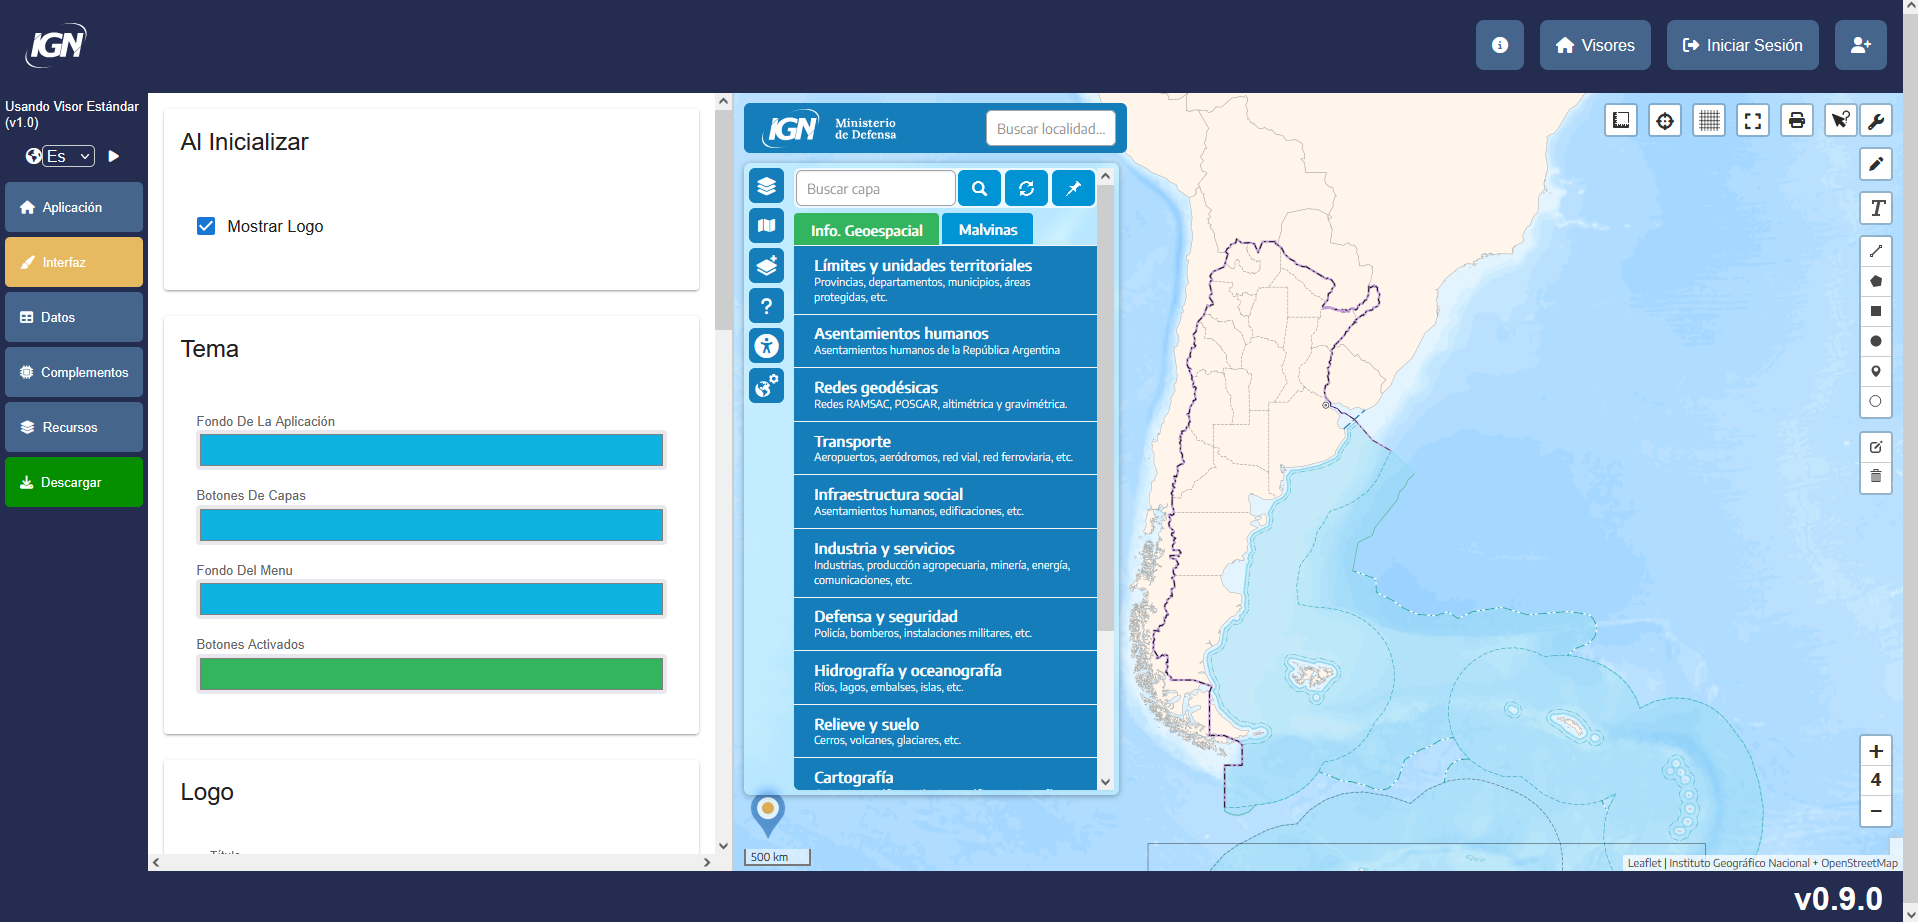 IGN
Visores
Iniciar Sesión
Usando Visor Estándar
(v1.0)
Es
Aplicación
Interfaz
Datos
Complementos
Recursos
Descargar
Al Inicializar
Mostrar Logo
Tema
Fondo De La Aplicación
Botones De Capas
Fondo Del Menu
Botones Activados
Logo
IGN
Ministerio
de Defensa
Buscar localidad...
Buscar capa
Info. Geoespacial
Malvinas
Límites y unidades territoriales
Provincias, departamentos, municipios, áreas
protegidas, etc.
Asentamientos humanos
Asentamientos humanos de la República Argentina
Redes geodésicas
Redes RAMSAC, POSGAR, altimétrica y gravimétrica.
Transporte
Aeropuertos, aeródromos, red vial, red ferroviaria, etc.
Infraestructura social
Asentamientos humanos, edificaciones, etc.
Industria y servicios
Industrias, producción agropecuaria, minería, energía,
comunicaciones, etc.
Defensa y seguridad
Policía, bomberos, instalaciones militares, etc.
Hidrografía y oceanografía
Ríos, lagos, embalses, islas, etc.
Relieve y suelo
Cerros, volcanes, glaciares, etc.
Cartografía
T
+
4
−
500 km
Leaflet | Instituto Geográfico Nacional + OpenStreetMap
v0.9.0